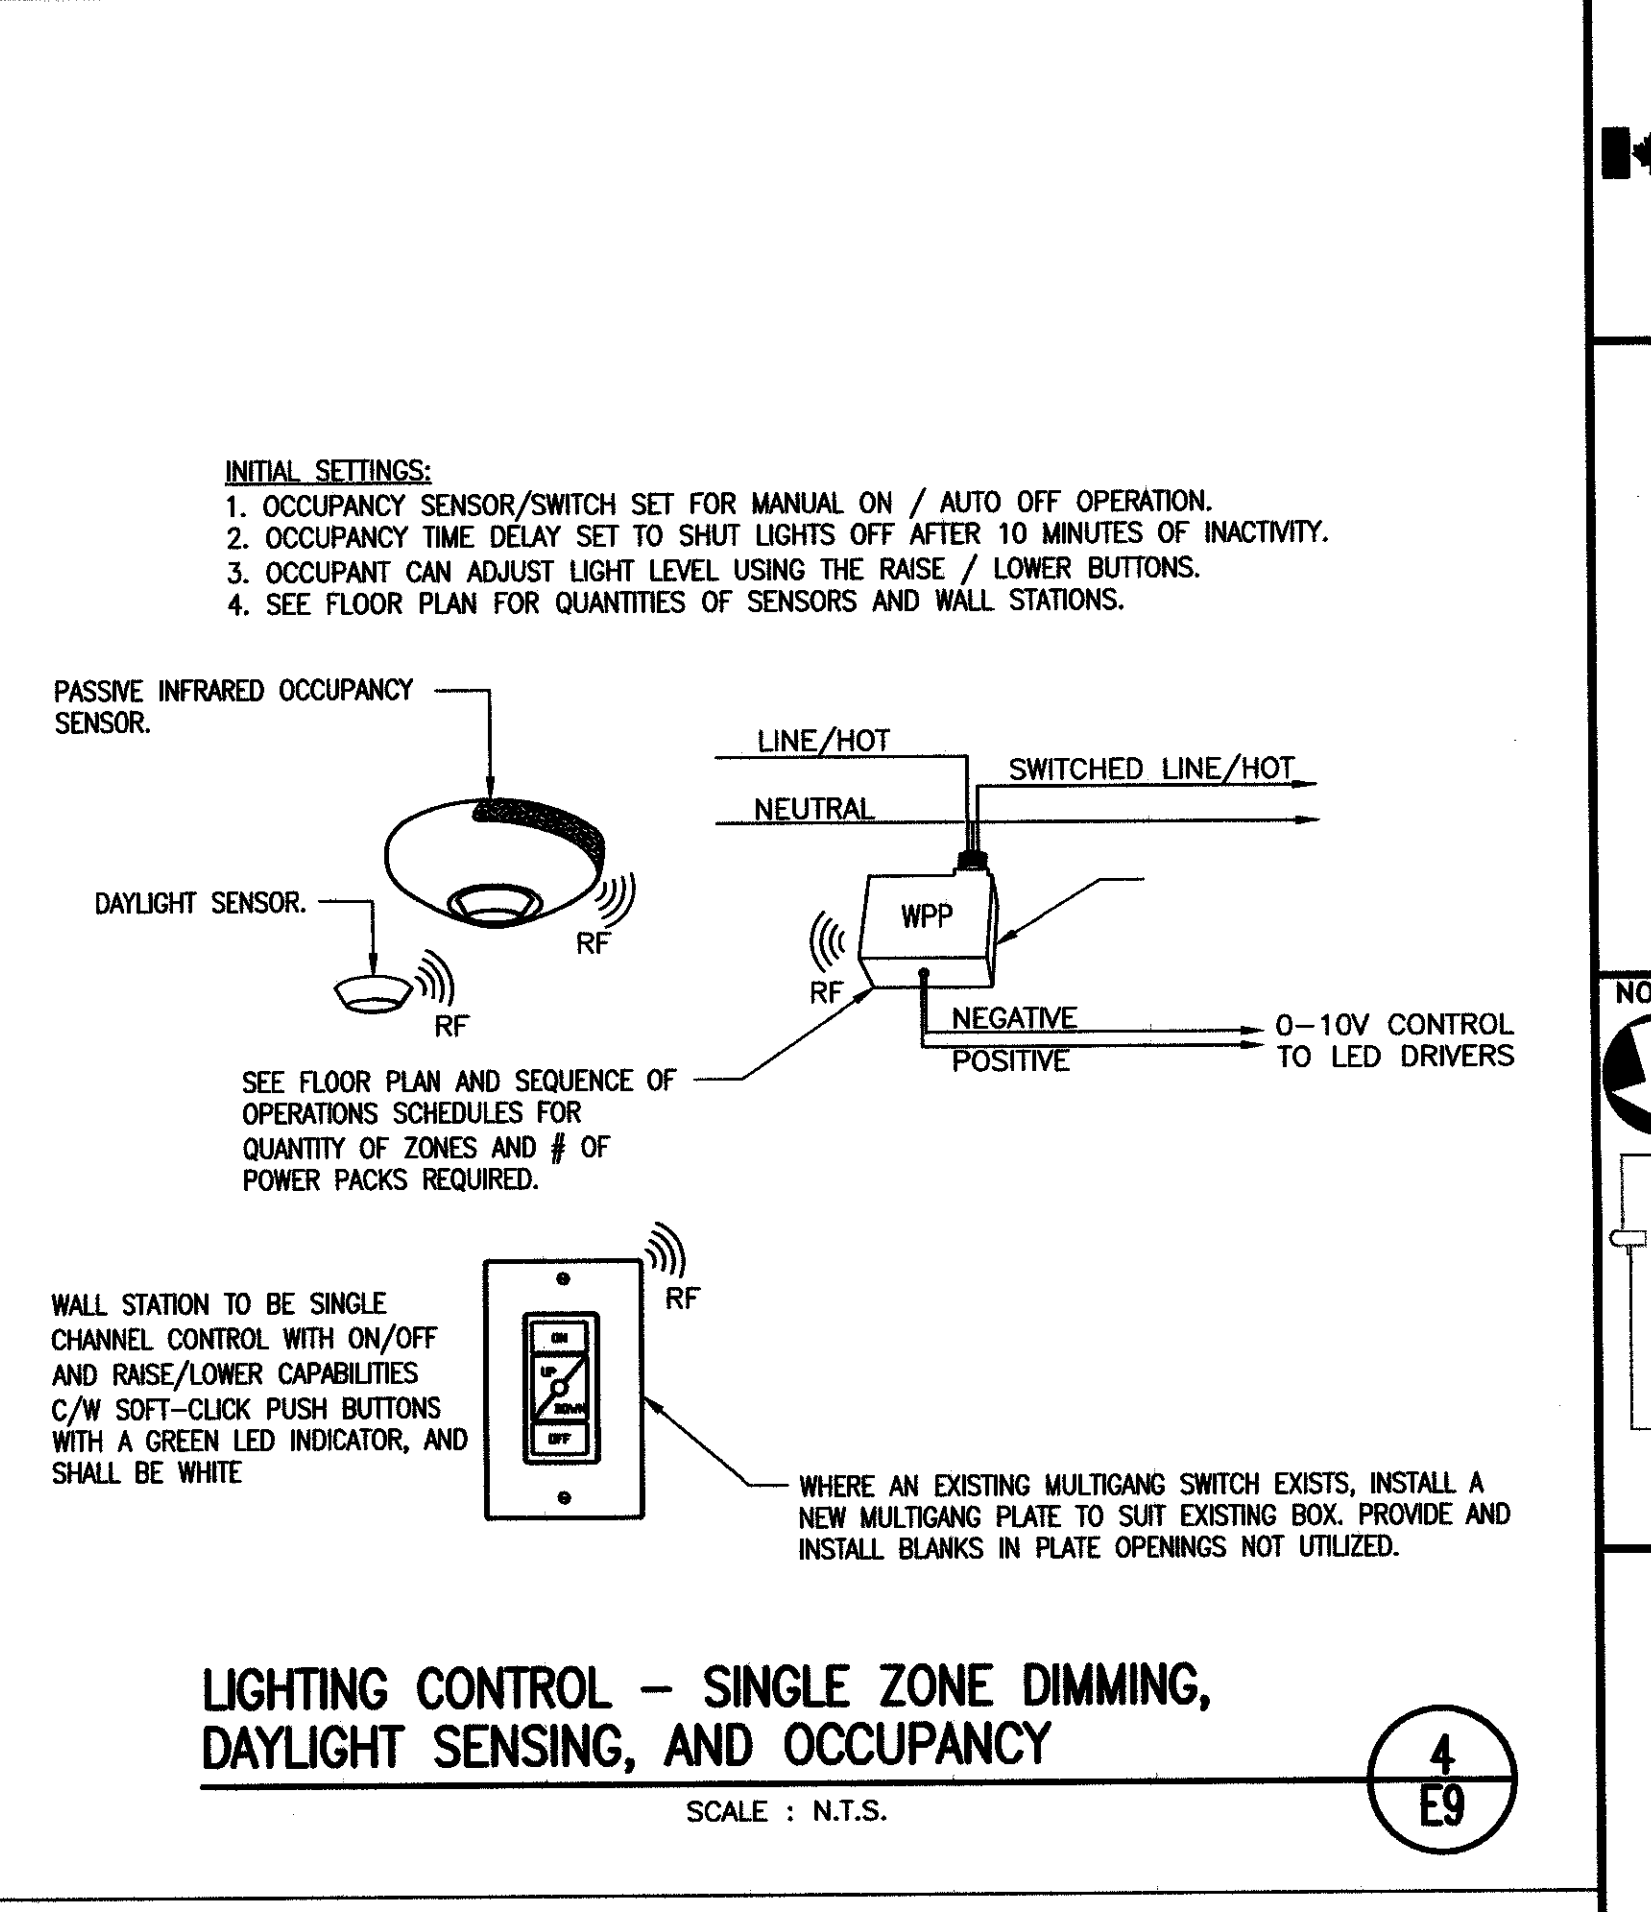 INITIAL SETTINGS:
1. OCCUPANCY SENSOR/SWITCH SET FOR MANUAL ON / AUTO OFF OPERATION.
2. OCCUPANCY TIME DELAY SET TO SHUT LIGHTS OFF AFTER 10 MINUTES OF INACTIVITY.
3. OCCUPANT CAN ADJUST LIGHT LEVEL USING THE RAISE / LOWER BUTTONS.
4. SEE FLOOR PLAN FOR QUANTITIES OF SENSORS AND WALL STATIONS.
PASSIVE INFRARED OCCUPANCY
SENSOR.
LINE/HOT
SWITCHED LINE/HOT
NEUTRAL
DAYLIGHT SENSOR.
RF
RF
WPP
RF
NEGATIVE
POSITIVE
0-10V CONTROL
TO LED DRIVERS
SEE FLOOR PLAN AND SEQUENCE OF
OPERATIONS SCHEDULES FOR
QUANTITY OF ZONES AND # OF
POWER PACKS REQUIRED.
RF
WALL STATION TO BE SINGLE
CHANNEL CONTROL WITH ON/OFF
AND RAISE/LOWER CAPABILITIES
C/W SOFT-CLICK PUSH BUTTONS
WITH A GREEN LED INDICATOR, AND
SHALL BE WHITE
ON
UP
DOWN
OFF
WHERE AN EXISTING MULTIGANG SWITCH EXISTS, INSTALL A
NEW MULTIGANG PLATE TO SUIT EXISTING BOX. PROVIDE AND
INSTALL BLANKS IN PLATE OPENINGS NOT UTILIZED.
LIGHTING CONTROL - SINGLE ZONE DIMMING,
DAYLIGHT SENSING, AND OCCUPANCY
4
E9
SCALE : N.T.S.
NO